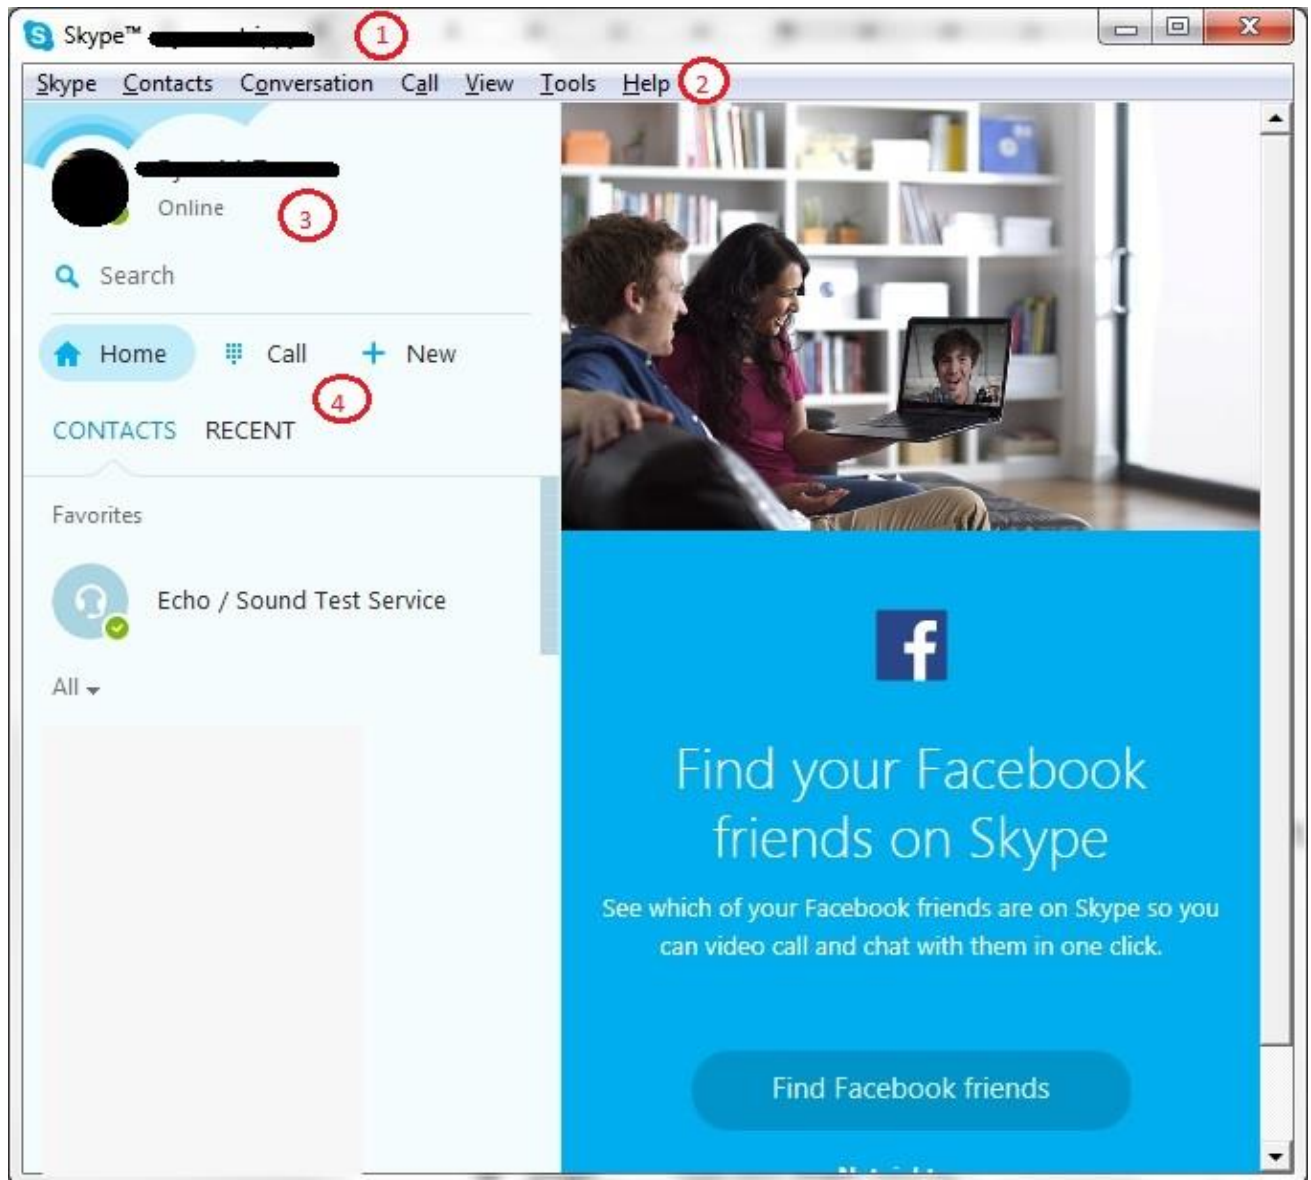 Skype™
1
Skype Contacts Conversation Call View Tools Help
2
Online
3
Search
Home Call New
4
CONTACTS RECENT
Favorites
Echo / Sound Test Service
All
Find your Facebook
friends on Skype
See which of your Facebook friends are on Skype so you
can video call and chat with them in one click.
Find Facebook friends